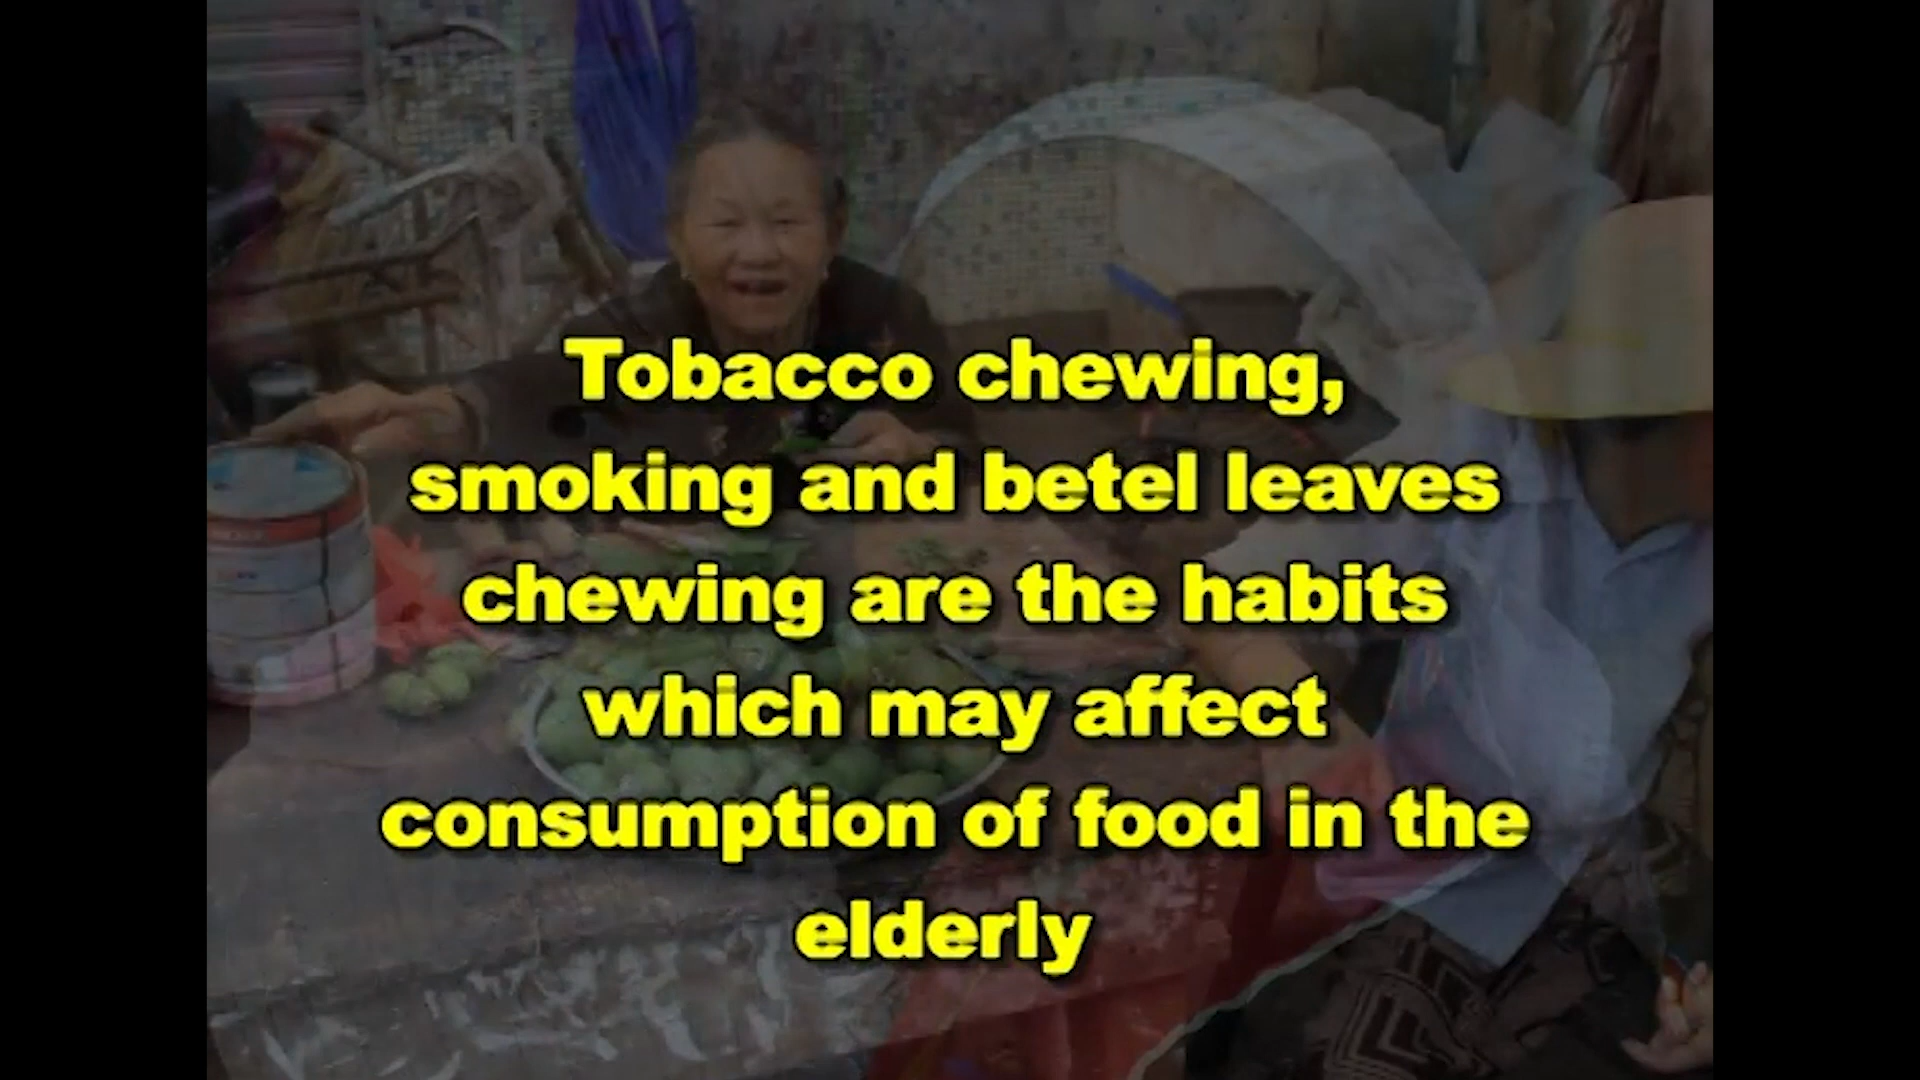 Tobacco chewing,
smoking and betel leaves
chewing are the habits
which may affect
consumption of food in the
elderly